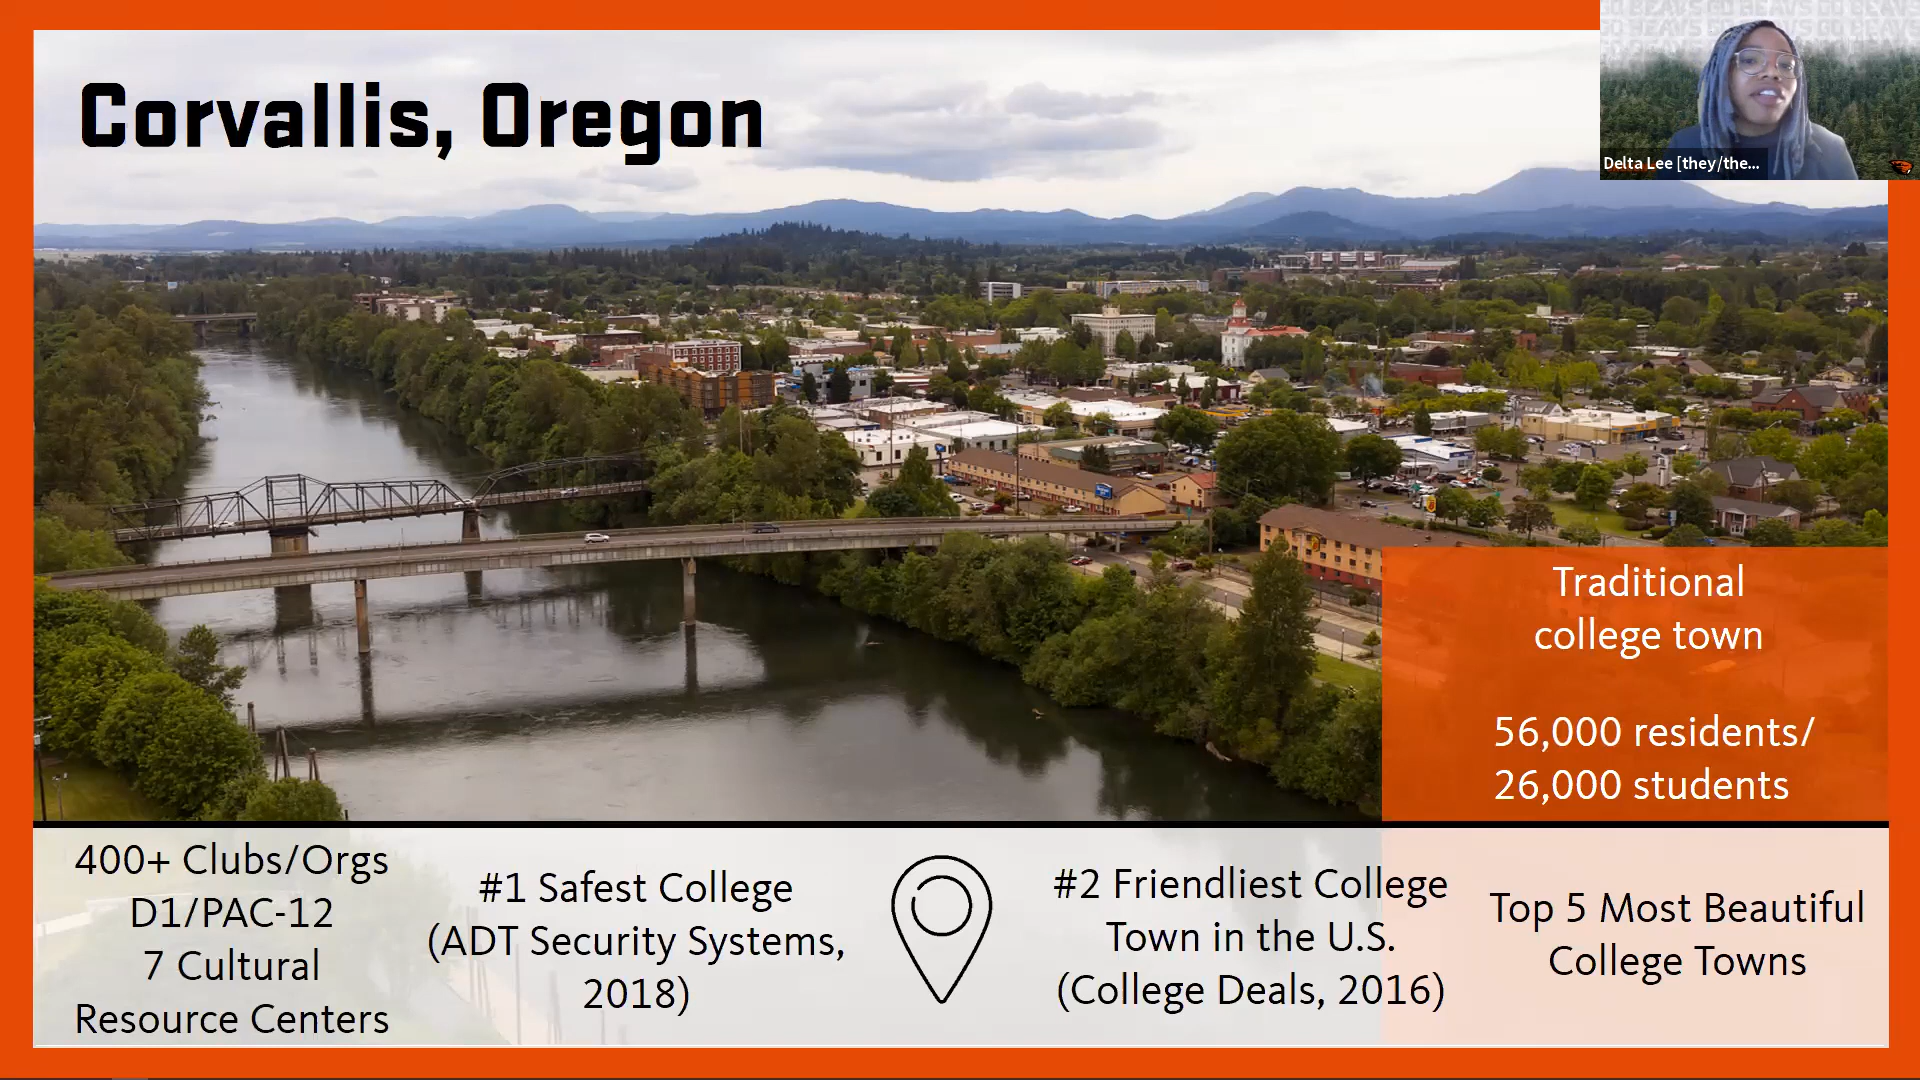 Corvallis, Oregon
Delta Lee [they/the...
Traditional
college town
56,000 residents/
26,000 students
400+ Clubs/Orgs
D1/PAC-12
7 Cultural
Resource Centers
#1 Safest College
(ADT Security Systems,
2018)
#2 Friendliest College
Town in the U.S.
(College Deals, 2016)
Top 5 Most Beautiful
College Towns